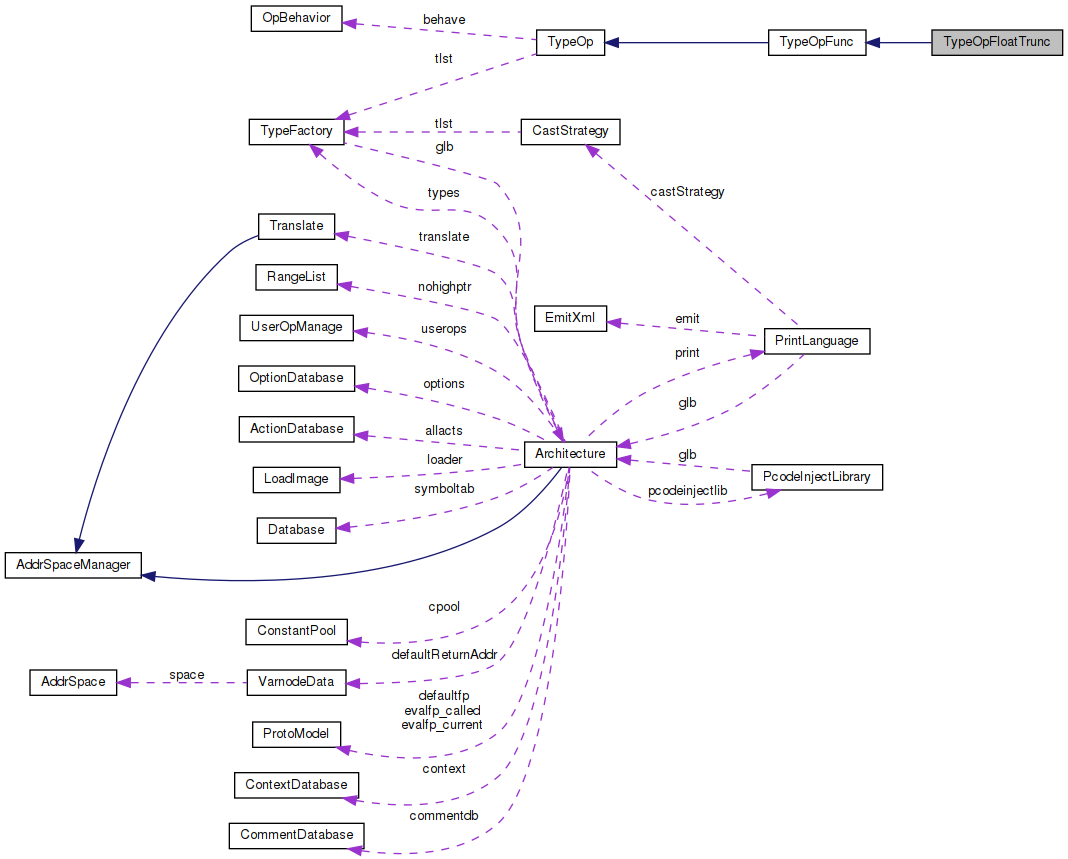 OpBehavior
behave
TypeOp
TypeOpFunc
TypeOpFloatTrunc
tlst
TypeFactory
tlst
CastStrategy
glb
types
castStrategy
Translate
translate
RangeList
nohighptr
EmitXml
emit
UserOpManage
userops
PrintLanguage
print
OptionDatabase
options
glb
ActionDatabase
allacts
Architecture
glb
loader
LoadImage
PcodeInjectLibrary
symboltab
pcodeinjectlib
Database
AddrSpaceManager
cpool
ConstantPool
defaultReturnAddr
AddrSpace
space
VarnodeData
defaultfp
evalfp_called
evalfp_current
ProtoModel
context
ContextDatabase
commentdb
CommentDatabase